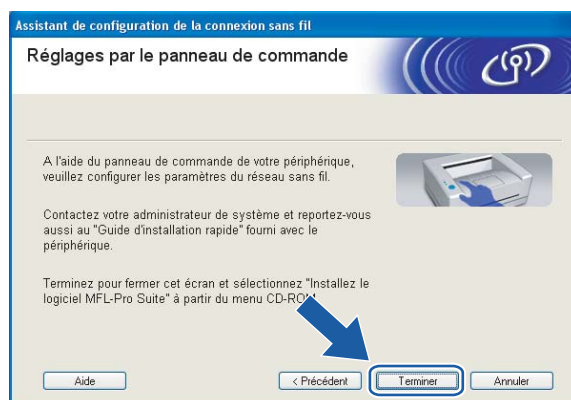 Assistant de configuration de la connexion sans fil
Réglages par le panneau de commande
A l'aide du panneau de commande de votre périphérique,
veuillez configurer les paramètres du réseau sans fil.
Contactez votre administrateur de système et reportez-vous
aussi au "Guide d'installation rapide" fourni avec le
périphérique.
Terminez pour fermer cet écran et sélectionnez "Installez le
logiciel MFL-Pro Suite" à partir du menu CD-ROM
Aide
< Précédent
Terminer
Annuler